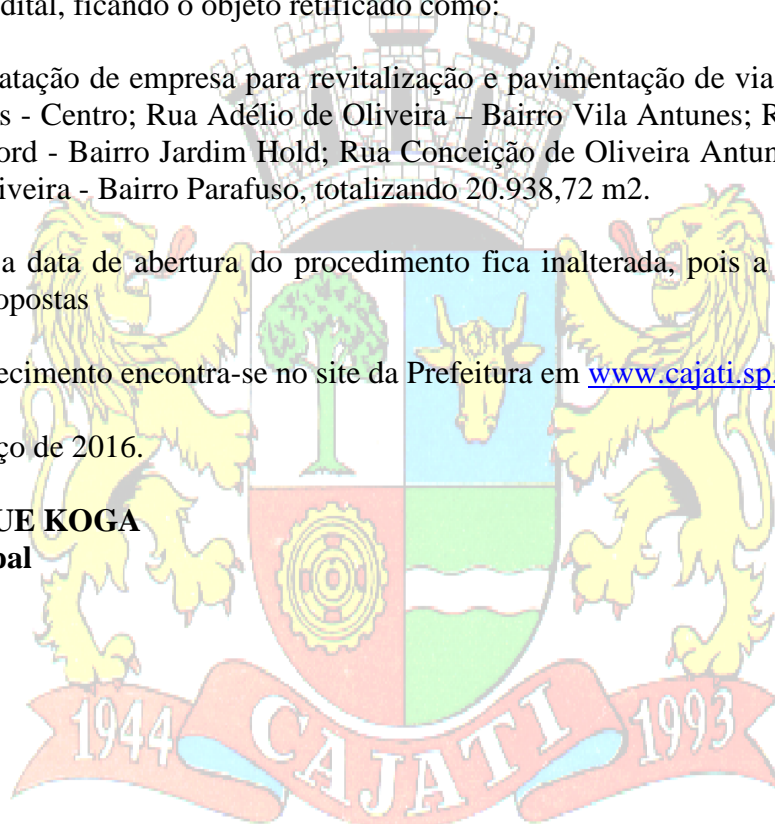 dital, ficando o objeto retificado como:
atação de empresa para revitalização e pavimentação de via
s - Centro; Rua Adélio de Oliveira – Bairro Vila Antunes; R
ord - Bairro Jardim Hold; Rua Conceição de Oliveira Antun
iveira - Bairro Parafuso, totalizando 20.938,72 m2.
a data de abertura do procedimento fica inalterada, pois a
opostas
ecimento encontra-se no site da Prefeitura em www.cajati.sp.
ço de 2016.
UE KOGA
pal
1944 CAJATI 1993